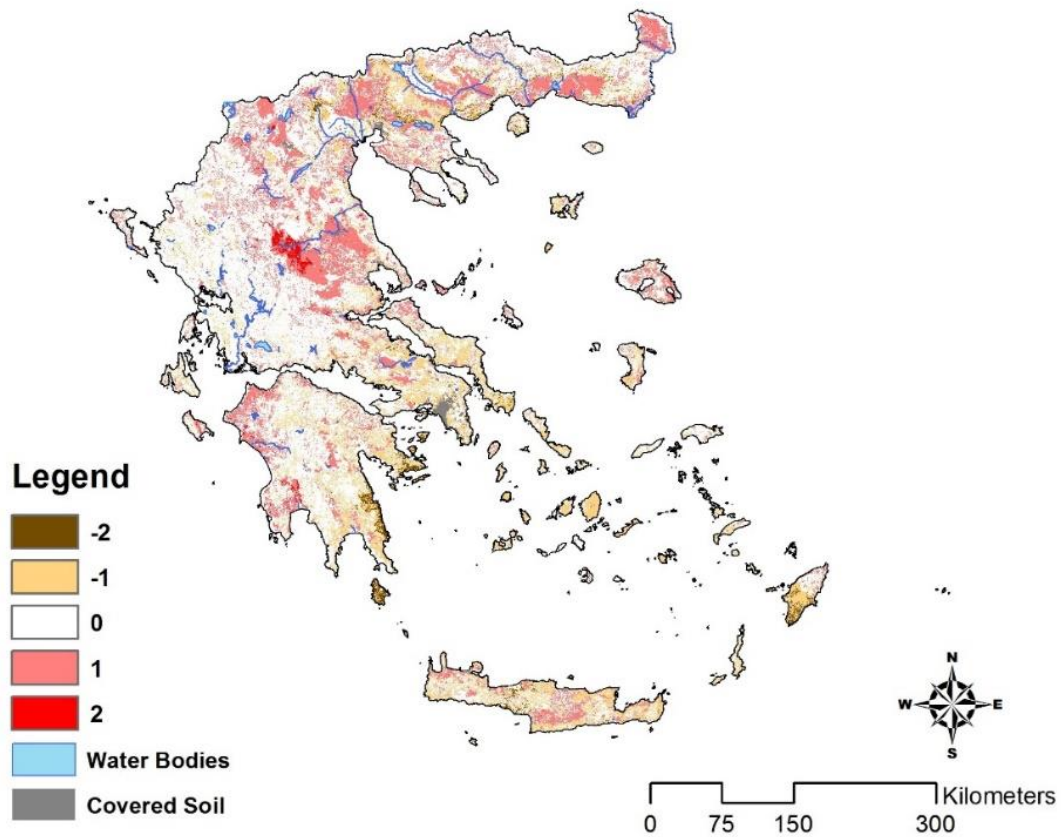 Legend
-2
-1
0
1
2
Water Bodies
Covered Soil
N
W E
S
Kilometers
0 75 150 300